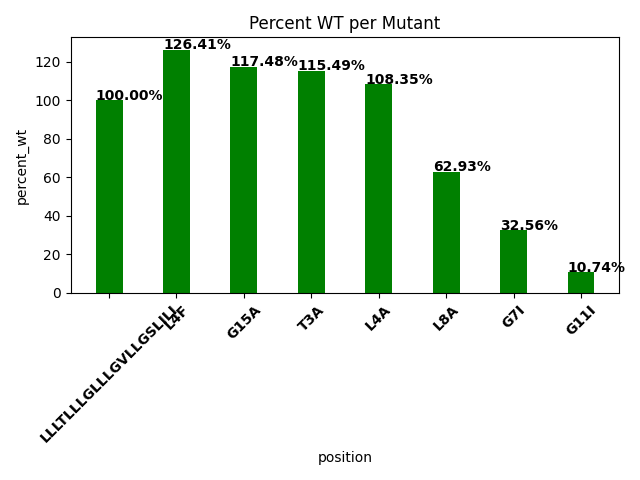 Percent WT per Mutant
percent_wt
120
100
80
60
40
20
0
100.00%
126.41%
117.48%
115.49%
108.35%
62.93%
32.56%
10.74%
LLLTLLLGLLLGVLLGSLILI
L4F
G15A
T3A
L4A
L8A
G7I
G11I
position